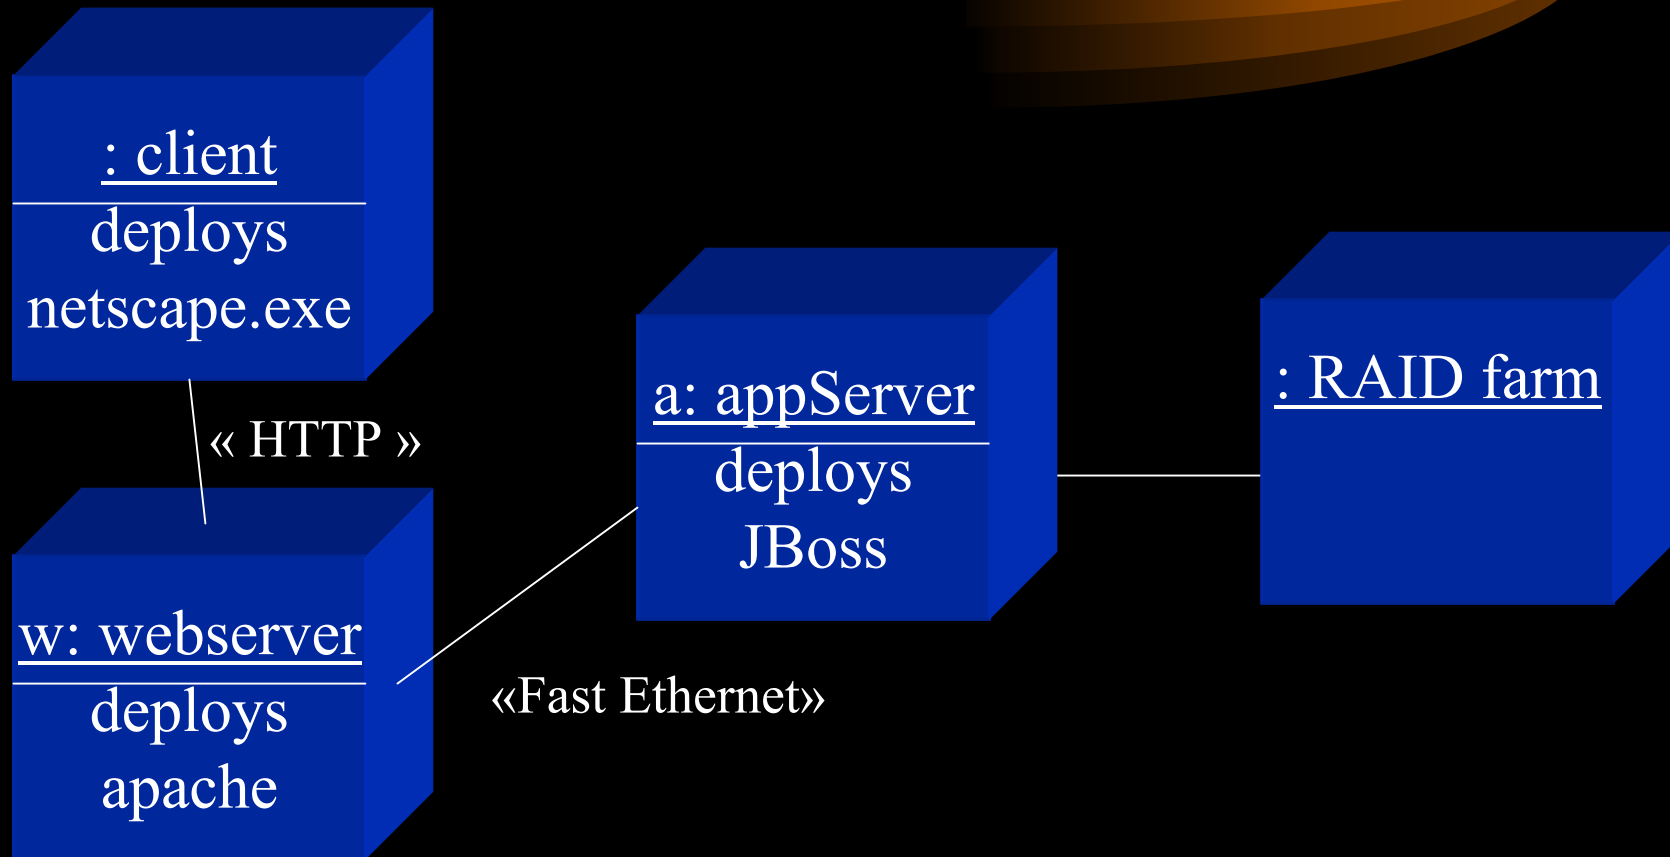 : client
deploys
netscape.exe
« HTTP »
w: webserver
deploys
apache
«Fast Ethernet»
a: appServer
deploys
JBoss
: RAID farm